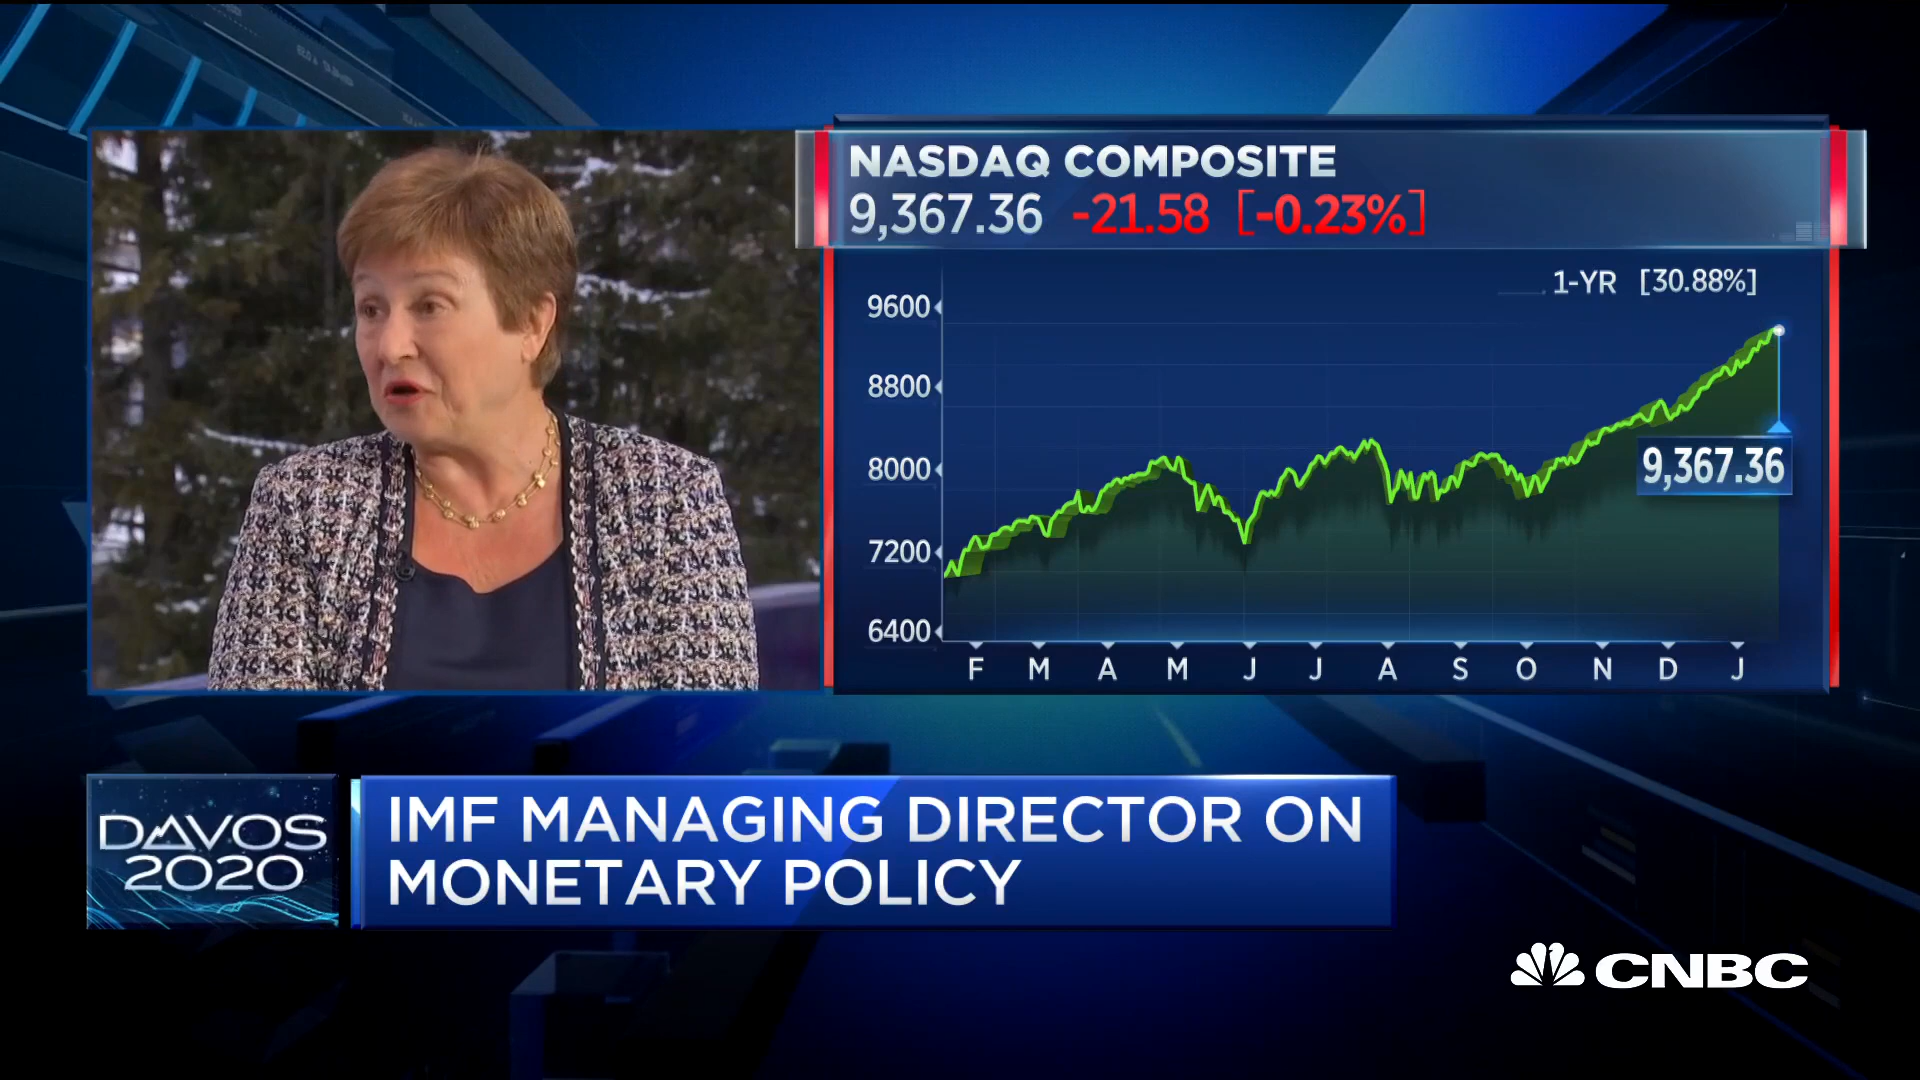 NASDAQ COMPOSITE
9,367.36 -21.58 [-0.23%]
1-YR [30.88%]
9600
8800
8000
7200
6400
9,367.36
F M A M J J A S O N D J
DAVOS
2020
IMF MANAGING DIRECTOR ON
MONETARY POLICY
CNBC